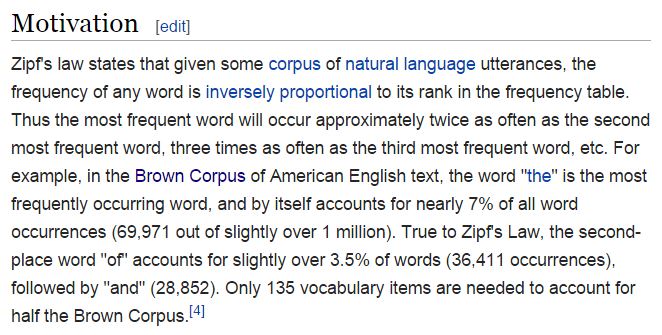 Motivation [edit]
Zipf's law states that given some corpus of natural language utterances, the
frequency of any word is inversely proportional to its rank in the frequency table.
Thus the most frequent word will occur approximately twice as often as the second
most frequent word, three times as often as the third most frequent word, etc. For
example, in the Brown Corpus of American English text, the word "the" is the most
frequently occurring word, and by itself accounts for nearly 7% of all word
occurrences (69,971 out of slightly over 1 million). True to Zipf's Law, the second-
place word "of" accounts for slightly over 3.5% of words (36,411 occurrences),
followed by "and" (28,852). Only 135 vocabulary items are needed to account for
half the Brown Corpus.[4]